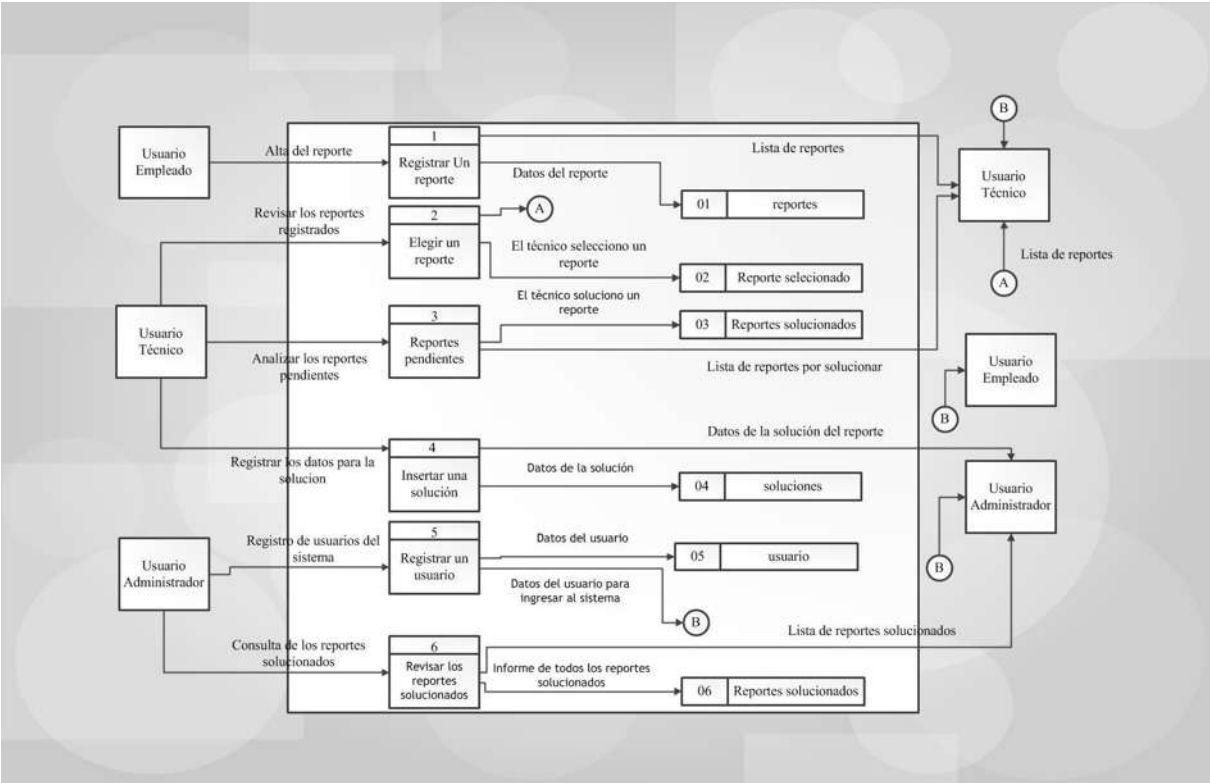 B
1
Usuario
Empleado
Alta del reporte
Registrar Un
reporte
Lista de reportes
Datos del reporte
01
reportes
Usuario
Técnico
Revisar los reportes
registrados
2
A
Elegir un
reporte
El técnico selecciono un
reporte
02
Reporte selecionado
Lista de reportes
A
El técnico soluciono un
reporte
3
Reportes
pendientes
03
Reportes solucionados
Usuario
Técnico
Analizar los reportes
pendientes
Lista de reportes por solucionar
Usuario
Empleado
B
Datos de la solución del reporte
4
Registrar los datos para la
solucion
Insertar una
solución
Datos de la solución
04
soluciones
Usuario
Administrador
B
5
Registro de usuarios del
sistema
Registrar un
usuario
Datos del usuario
05
usuario
Usuario
Administrador
Datos del usuario para
ingresar al sistema
B
Lista de reportes solucionados
Consulta de los reportes
solucionados
6
Revisar los
reportes
solucionados
Informe de todos los reportes
solucionados
06
Reportes solucionados